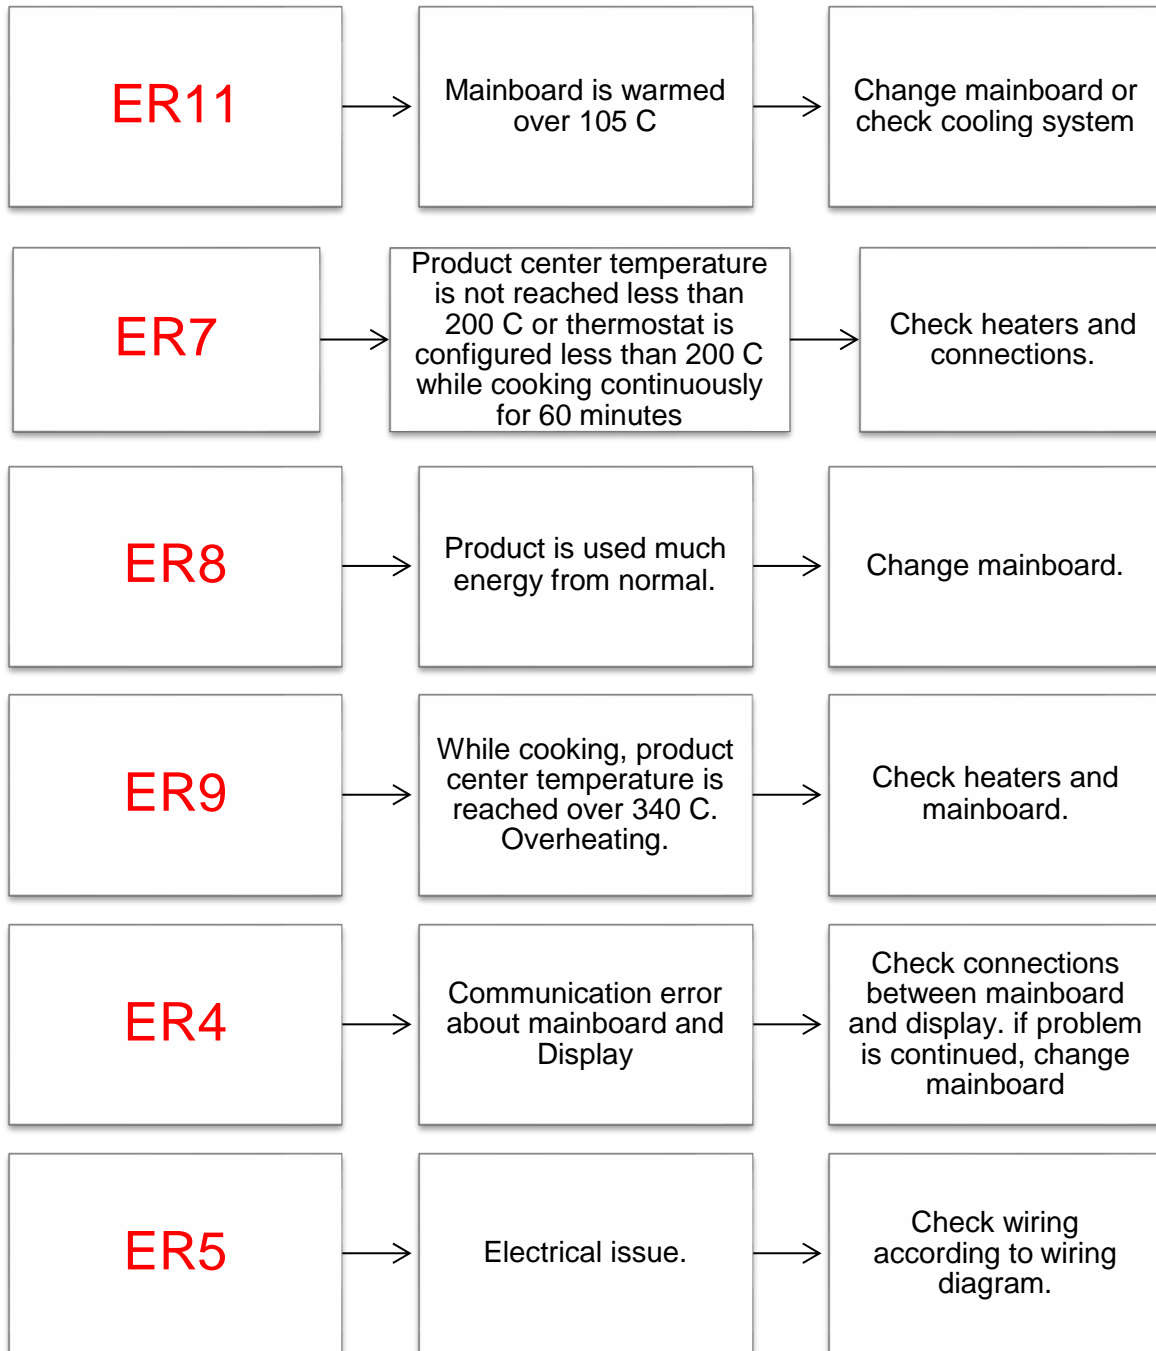 ER11
Mainboard is warmed
over 105 C
Change mainboard or
check cooling system
ER7
Product center temperature
is not reached less than
200 C or thermostat is
configured less than 200 C
while cooking continuously
for 60 minutes
Check heaters and
connections.
ER8
Product is used much
energy from normal.
Change mainboard.
ER9
While cooking, product
center temperature is
reached over 340 C.
Overheating.
Check heaters and
mainboard.
ER4
Communication error
about mainboard and
Display
Check connections
between mainboard
and display. if problem
is continued, change
mainboard
ER5
Electrical issue.
Check wiring
according to wiring
diagram.